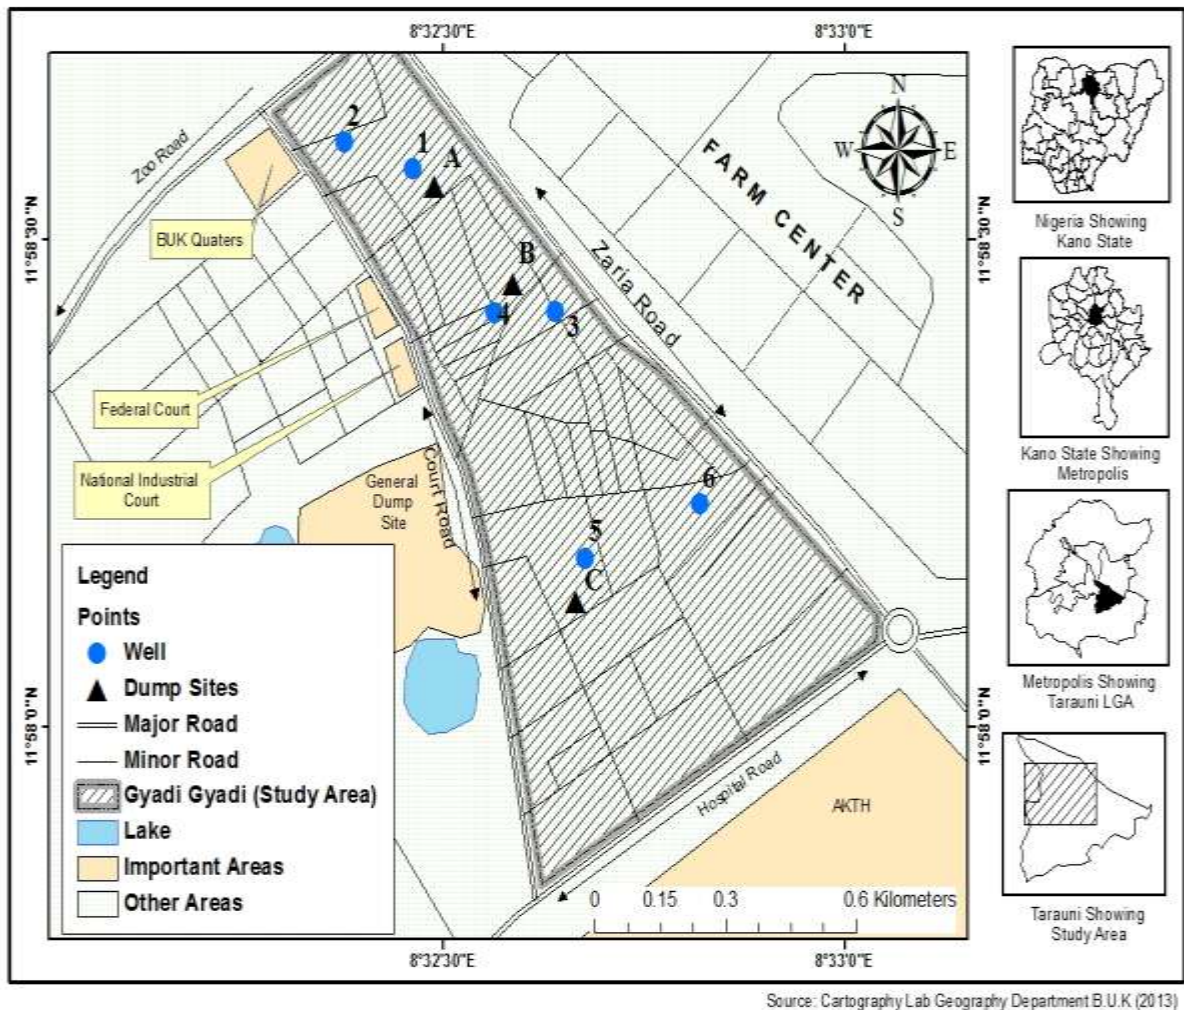 8°32'30"E
8°33'0"E
11°58'30"N
11°58'0"N
N
W
E
S
2
1
A
Zoo Road
BUK Quaters
B
4
3
Zaria Road
FARM CENTER
Federal Court
National Industrial
Court
General
Dump
Site
Court Road
6
5
C
Hospital Road
AKTH
Legend
Points
Well
Dump Sites
Major Road
Minor Road
Gyadi Gyadi (Study Area)
Lake
Important Areas
Other Areas
0 0.15 0.3 0.6 Kilometers
11°58'30"N
11°58'0"N
8°32'30"E
8°33'0"E
Nigeria Showing
Kano State
Kano State Showing
Metropolis
Metropolis Showing
Tarauni LGA
Tarauni Showing
Study Area
Source: Cartography Lab Geography Department B.U.K (2013)